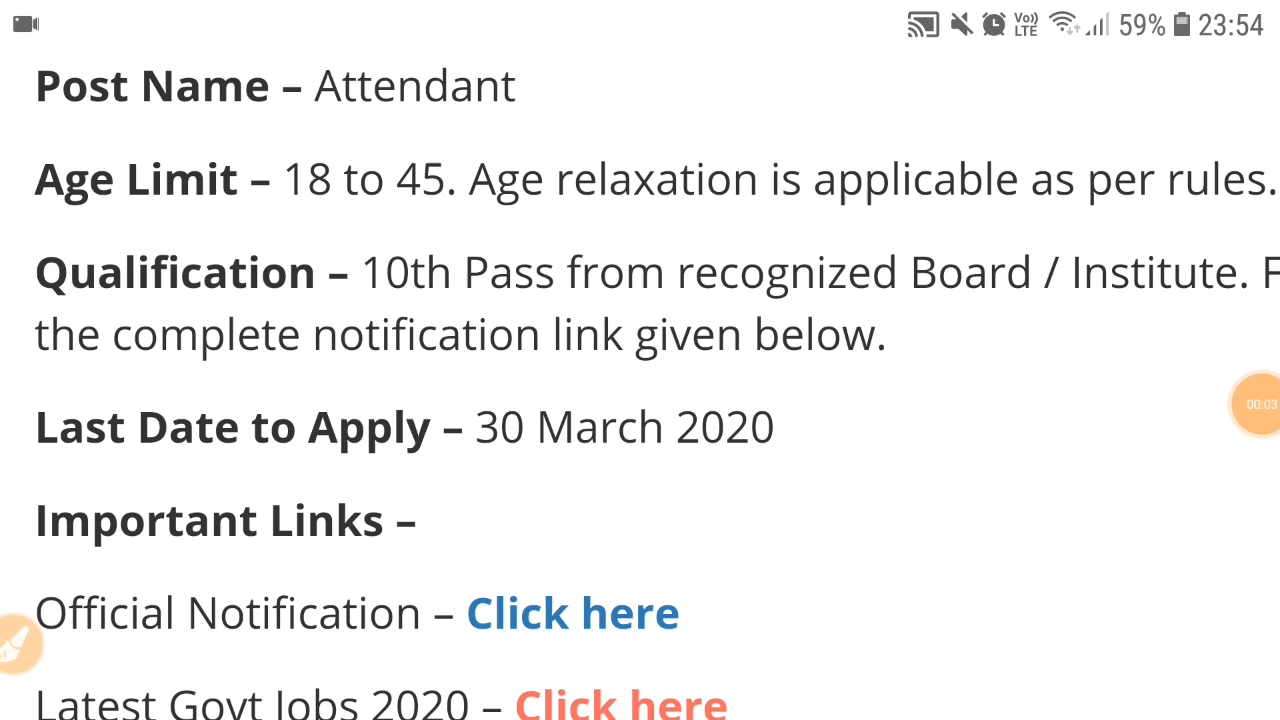 Vo)) LTE 59% 23:54
Post Name – Attendant
Age Limit – 18 to 45. Age relaxation is applicable as per rules.
Qualification – 10th Pass from recognized Board / Institute. F
the complete notification link given below.
00:03
Last Date to Apply – 30 March 2020
Important Links –
Official Notification – Click here
Latest Govt Jobs 2020 – Click here